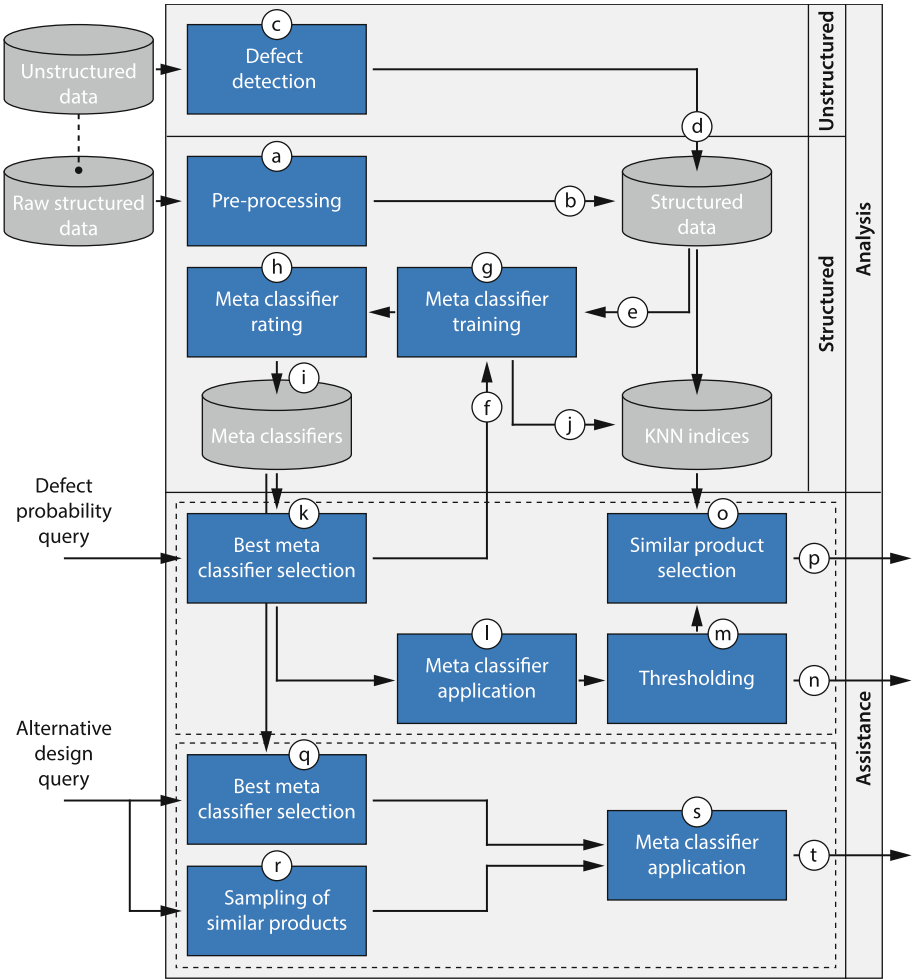 c
Defect
detection
Unstructured
data
Unstructured
d
a
Pre-processing
Raw structured
data
b
Structured
data
Analysis
h
Meta classifier
rating
g
Meta classifier
training
e
Structured
i
Meta classifiers
f
j
KNN indices
Defect
probability
query
k
Best meta
classifier selection
o
Similar product
selection
p
l
Meta classifier
application
m
Thresholding
n
Assistance
Alternative
design
query
q
Best meta
classifier selection
s
Meta classifier
application
t
r
Sampling of
similar products